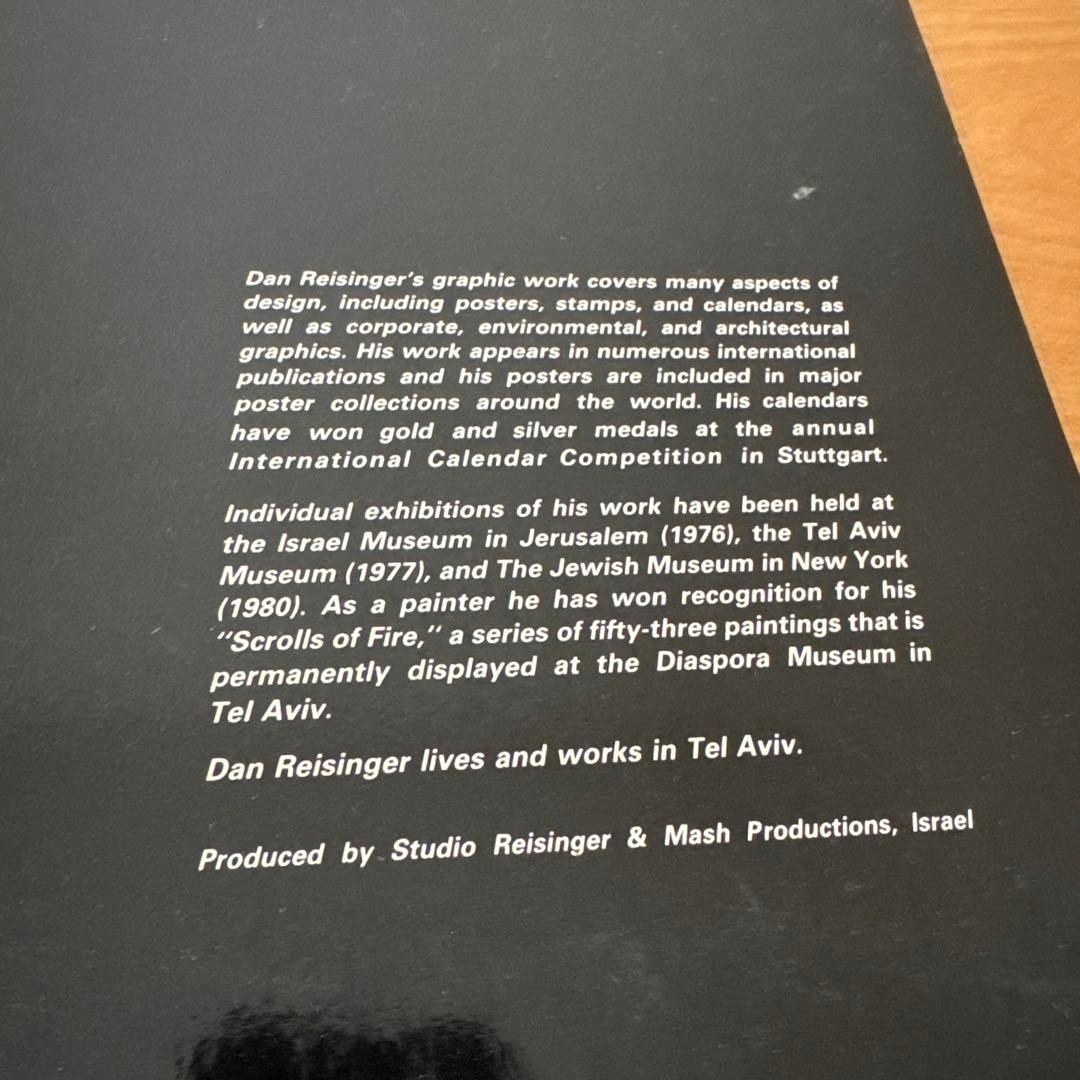 Dan Reisinger's graphic work covers many aspects of
design, including posters, stamps, and calendars, as
well as corporate, environmental, and architectural
graphics. His work appears in numerous international
publications and his posters are included in major
poster collections around the world. His calendars
have won gold and silver medals at the annual
International Calendar Competition in Stuttgart.
Individual exhibitions of his work have been held at
the Israel Museum in Jerusalem (1976), the Tel Aviv
Museum (1977), and The Jewish Museum in New York
(1980). As a painter he has won recognition for his
"Scrolls of Fire," a series of fifty-three paintings that is
permanently displayed at the Diaspora Museum in
Tel Aviv.
Dan Reisinger lives and works in Tel Aviv.
Produced by Studio Reisinger & Mash Productions, Israel